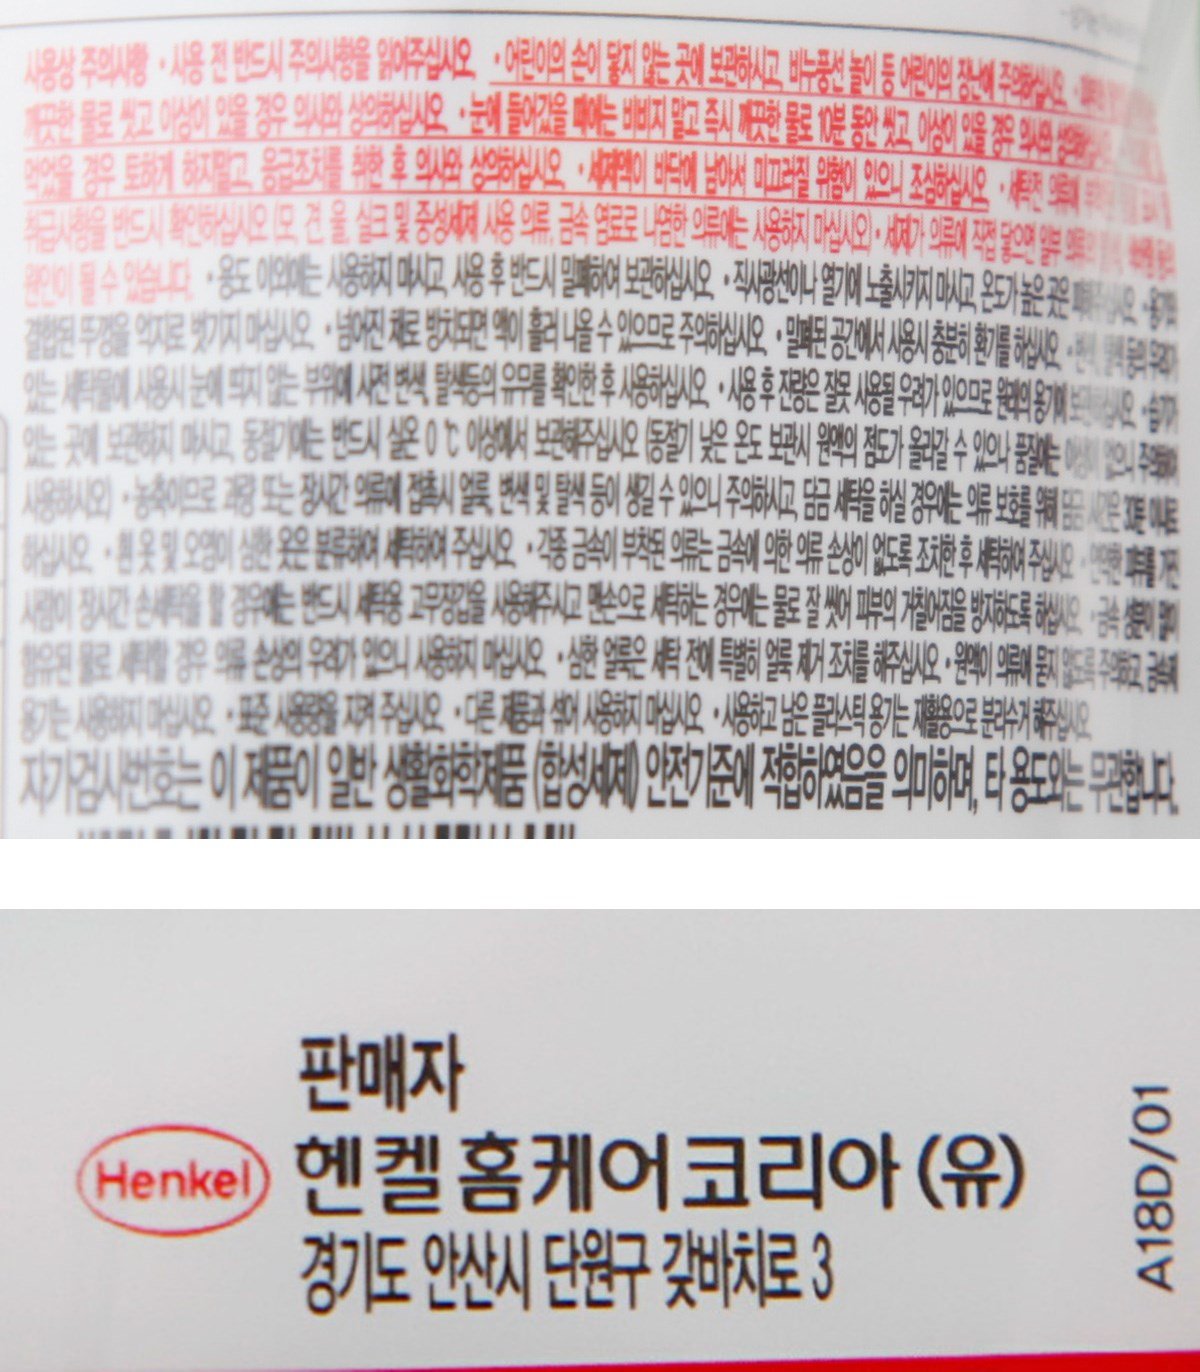 사용상 주의사항 · 사용 전 반드시 주의사항을 읽어주십시오 · 어린이의 손이 닿지 않는 곳에 보관하시고, 비누풍선 놀이 등 어린이의 장난에 주의하십시오 ·
깨끗한 물로 씻고 이상이 있을 경우 의사와 상의하십시오 · 눈에 들어갔을 때에는 비비지 말고 즉시 깨끗한 물로 10분 동안 씻고, 이상이 있을 경우 의사와
먹었을 경우 토하게 하지말고, 응급조치를 취한 후 의사와 상의하십시오 · 세제액이 바닥에 남아서 미끄러질 위험이 있으니 조심하십시오 · 세탁전 의류에
취급사항을 반드시 확인하십시오 (모, 견, 울, 실크 및 중성세제 사용 의류, 금속 염료로 나염한 의류에는 사용하지 마십시오) · 세제가 의류에 직접 닿으면 일부
원인이 될 수 있습니다. · 용도 이외에는 사용하지 마시고, 사용 후 반드시 밀폐하여 보관하십시오 · 직사광선이나 열기에 노출시키지 마시고, 온도가 높은 곳은 피해주십시오 · 용기와
결합된 뚜껑을 억지로 벗기지 마십시오 · 넘어진 채로 방치되면 액이 흘러 나올 수 있으므로 주의하십시오 · 밀폐된 공간에서 사용시 충분히 환기를 하십시오 ·
있는 세탁물에 사용시 눈에 띄지 않는 부위에 사전 변색, 탈색등의 유무를 확인한 후 사용하십시오 · 사용 후 잔량은 잘못 사용될 우려가 있으므로 원래의 용기에 보관하십시오 · 습기가
있는 곳에 보관하지 마시고, 동절기에는 반드시 실온 0 ℃ 이상에서 보관해주십시오 (동절기 낮은 온도 보관시 원액의 점도가 올라갈 수 있으나 품질에는 이상이 없으니
사용하시오) · 농축이므로 과량 또는 장시간 의류에 접촉시 얼룩, 변색 및 탈색 등이 생길 수 있으니 주의하시고, 담금 세탁을 하실 경우에는 의류 보호를 위해 담금 시간은
하십시오 · 흰 옷 및 오염이 심한 옷은 분류하여 세탁하여 주십시오 · 각종 금속이 부착된 의류는 금속에 의한 의류 손상이 없도록 조치한 후 세탁하여 주십시오 · 연약한 피부를 가진
사람이 장시간 손세탁을 할 경우에는 반드시 세탁용 고무장갑을 사용해주시고 맨손으로 세탁하는 경우에는 물로 잘 씻어 피부의 거칠어짐을 방지하도록 하십시오 · 금속 성분이 많이
함유된 물로 세탁할 경우 의류 손상의 우려가 있으니 사용하지 마십시오 · 심한 얼룩은 세탁 전에 특별히 얼룩 제거 조치를 해주십시오 · 원액이 의류에 묻지 않도록 주의하고, 금속제
용기는 사용하지 마십시오 · 표준 사용량을 지켜 주십시오 · 다른 제품과 섞어 사용하지 마십시오 · 사용하고 남은 플라스틱 용기는 재활용으로 분리수거 해주십시오
자가검사번호는 이 제품이 일반 생활화학제품 (합성세제) 안전기준에 적합하였음을 의미하며, 타 용도와는 무관합니다.
판매자
Henkel
헨켈홈케어코리아 (유)
경기도 안산시 단원구 갖바치로 3
A18D/01